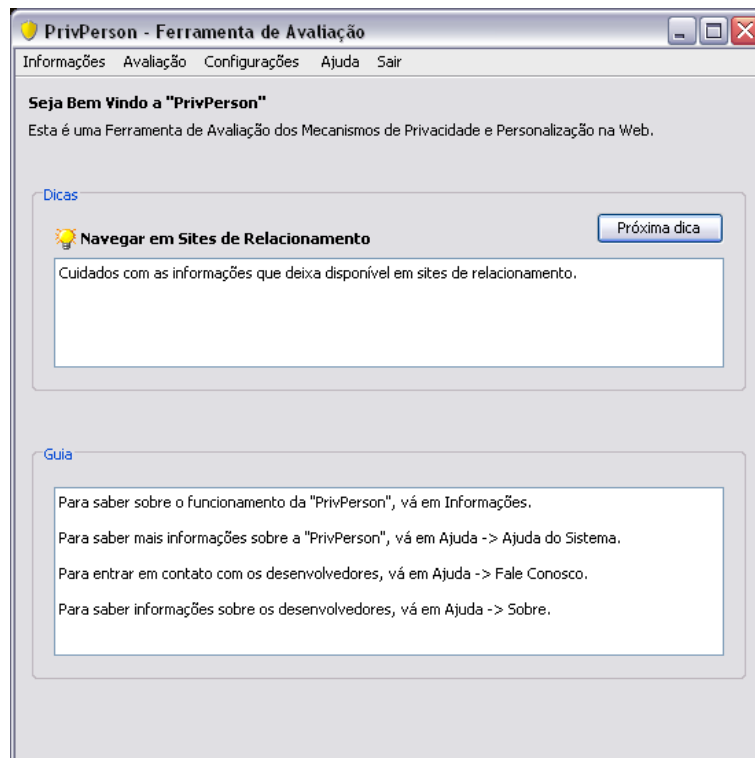 PrivPerson - Ferramenta de Avaliação
Informações Avaliação Configurações Ajuda Sair
Seja Bem Vindo a "PrivPerson"
Esta é uma Ferramenta de Avaliação dos Mecanismos de Privacidade e Personalização na Web.
Dicas
Próxima dica
Navegar em Sites de Relacionamento
Cuidados com as informações que deixa disponível em sites de relacionamento.
Guia
Para saber sobre o funcionamento da "PrivPerson", vá em Informações.
Para saber mais informações sobre a "PrivPerson", vá em Ajuda -> Ajuda do Sistema.
Para entrar em contato com os desenvolvedores, vá em Ajuda -> Fale Conosco.
Para saber informações sobre os desenvolvedores, vá em Ajuda -> Sobre.